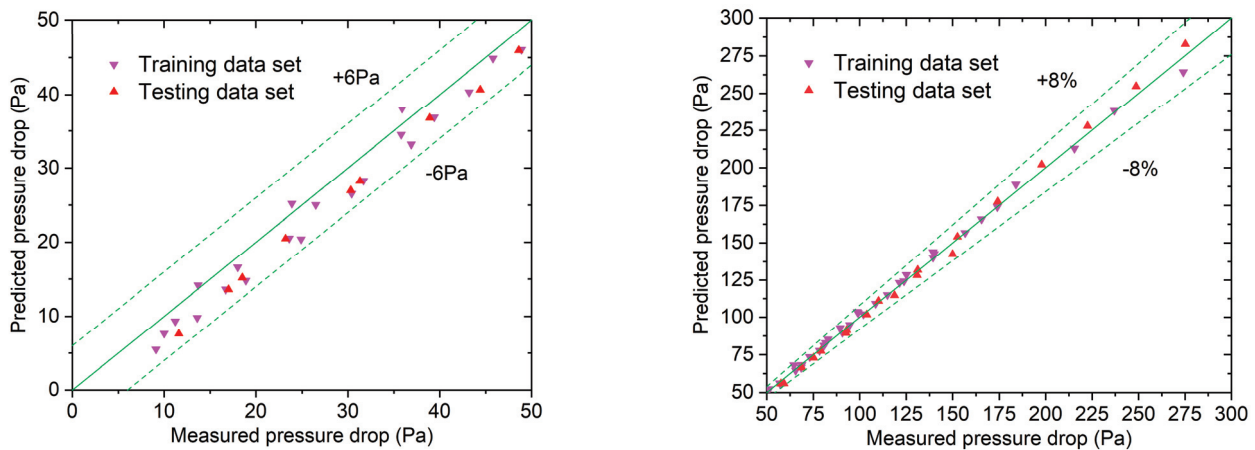 50
40
30
20
10
0
Predicted pressure drop (Pa)
Training data set
Testing data set
+6Pa
-6Pa
0 10 20 30 40 50
Measured pressure drop (Pa)
300
275
250
225
200
175
150
125
100
75
50
Predicted pressure drop (Pa)
Training data set
Testing data set
+8%
-8%
50 75 100 125 150 175 200 225 250 275 300
Measured pressure drop (Pa)